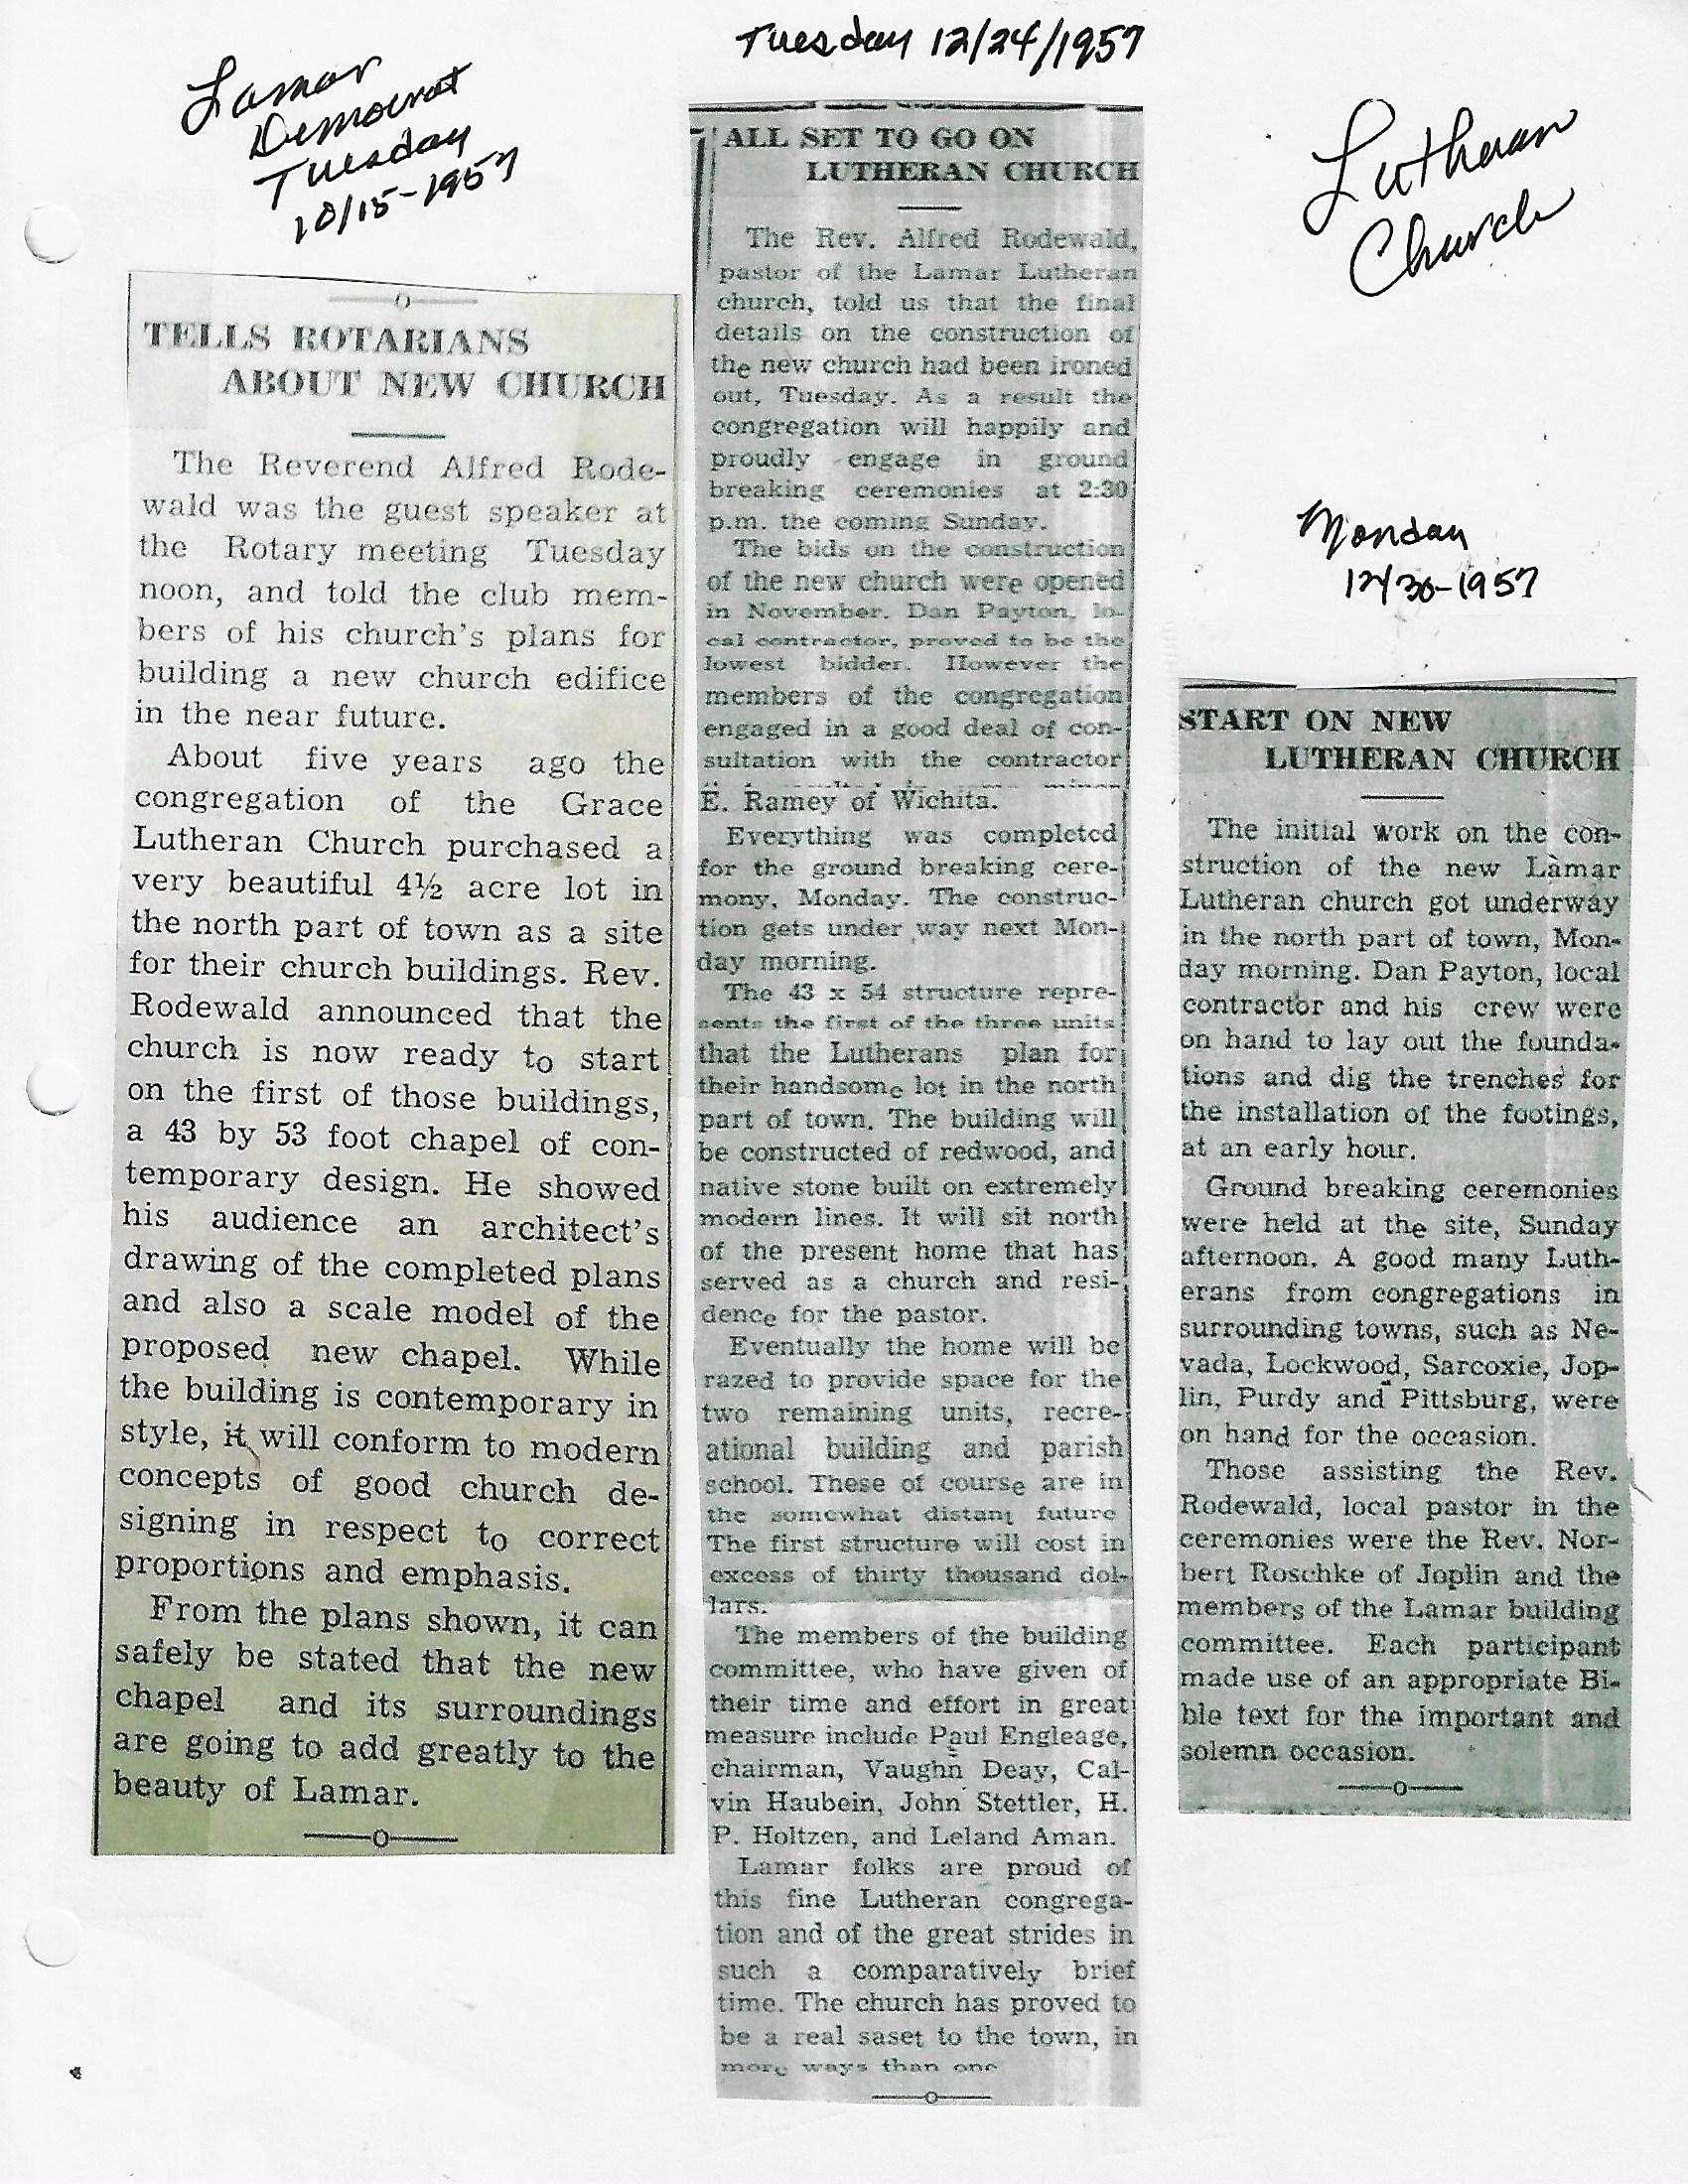 Lamar
Democrat
Tuesday
10/15-1957
TELLS ROTARIANS
ABOUT NEW CHURCH
The Reverend Alfred Rode-
wald was the guest speaker at
the Rotary meeting Tuesday
noon, and told the club mem-
bers of his church's plans for
building a new church edifice
in the near future.
About five years ago the
congregation of the Grace
Lutheran Church purchased a
very beautiful 4½ acre lot in
the north part of town as a site
for their church buildings. Rev.
Rodewald announced that the
church is now ready to start
on the first of those buildings,
a 43 by 53 foot chapel of con-
temporary design. He showed
his audience an architect's
drawing of the completed plans
and also a scale model of the
proposed new chapel. While
the building is contemporary in
style, it will conform to modern
concepts of good church de-
signing in respect to correct
proportions and emphasis.
From the plans shown, it can
safely be stated that the new
chapel and its surroundings
are going to add greatly to the
beauty of Lamar.
Tuesday 12/24/1957
ALL SET TO GO ON
LUTHERAN CHURCH
The Rev. Alfred Rodewald,
pastor of the Lamar Lutheran
church, told us that the final
details on the construction of
the new church had been ironed
out, Tuesday. As a result the
congregation will happily and
proudly engage in ground
breaking ceremonies at 2:30
p.m. the coming Sunday.
The bids on the construction
of the new church were opened
in November. Dan Payton, lo-
cal contractor, proved to be the
lowest bidder. However the
members of the congregation
engaged in a good deal of con-
sultation with the contractor
E. Ramey of Wichita.
Everything was completed
for the ground breaking cere-
mony, Monday. The construc-
tion gets under way next Mon-
day morning.
The 43 x 54 structure repre-
sents the first of the three units
that the Lutherans plan for
their handsome lot in the north
part of town. The building will
be constructed of redwood, and
native stone built on extremely
modern lines. It will sit north
of the present home that has
served as a church and resi-
dence for the pastor.
Eventually the home will be
razed to provide space for the
two remaining units, recre-
ational building and parish
school. These of course are in
the somewhat distant future
The first structure will cost in
excess of thirty thousand dol-
lars.
The members of the building
committee, who have given of
their time and effort in great
measure include Paul Engleage,
chairman, Vaughn Deay, Cal-
vin Haubein, John Stettler, H.
P. Holtzen, and Leland Aman.
Lamar folks are proud of
this fine Lutheran congrega-
tion and of the great strides in
such a comparatively brief
time. The church has proved to
be a real saset to the town, in
more ways than one
Lutheran
Church
Monday
12/30-1957
START ON NEW
LUTHERAN CHURCH
The initial work on the con-
struction of the new Lamar
Lutheran church got underway
in the north part of town, Mon-
day morning. Dan Payton, local
contractor and his crew were
on hand to lay out the founda-
tions and dig the trenches for
the installation of the footings,
at an early hour.
Ground breaking ceremonies
were held at the site, Sunday
afternoon. A good many Luth-
erans from congregations in
surrounding towns, such as Ne-
vada, Lockwood, Sarcoxie, Jop-
lin, Purdy and Pittsburg, were
on hand for the occasion.
Those assisting the Rev.
Rodewald, local pastor in the
ceremonies were the Rev. Nor-
bert Roschke of Joplin and the
members of the Lamar building
committee. Each participant
made use of an appropriate Bi-
ble text for the important and
solemn occasion.